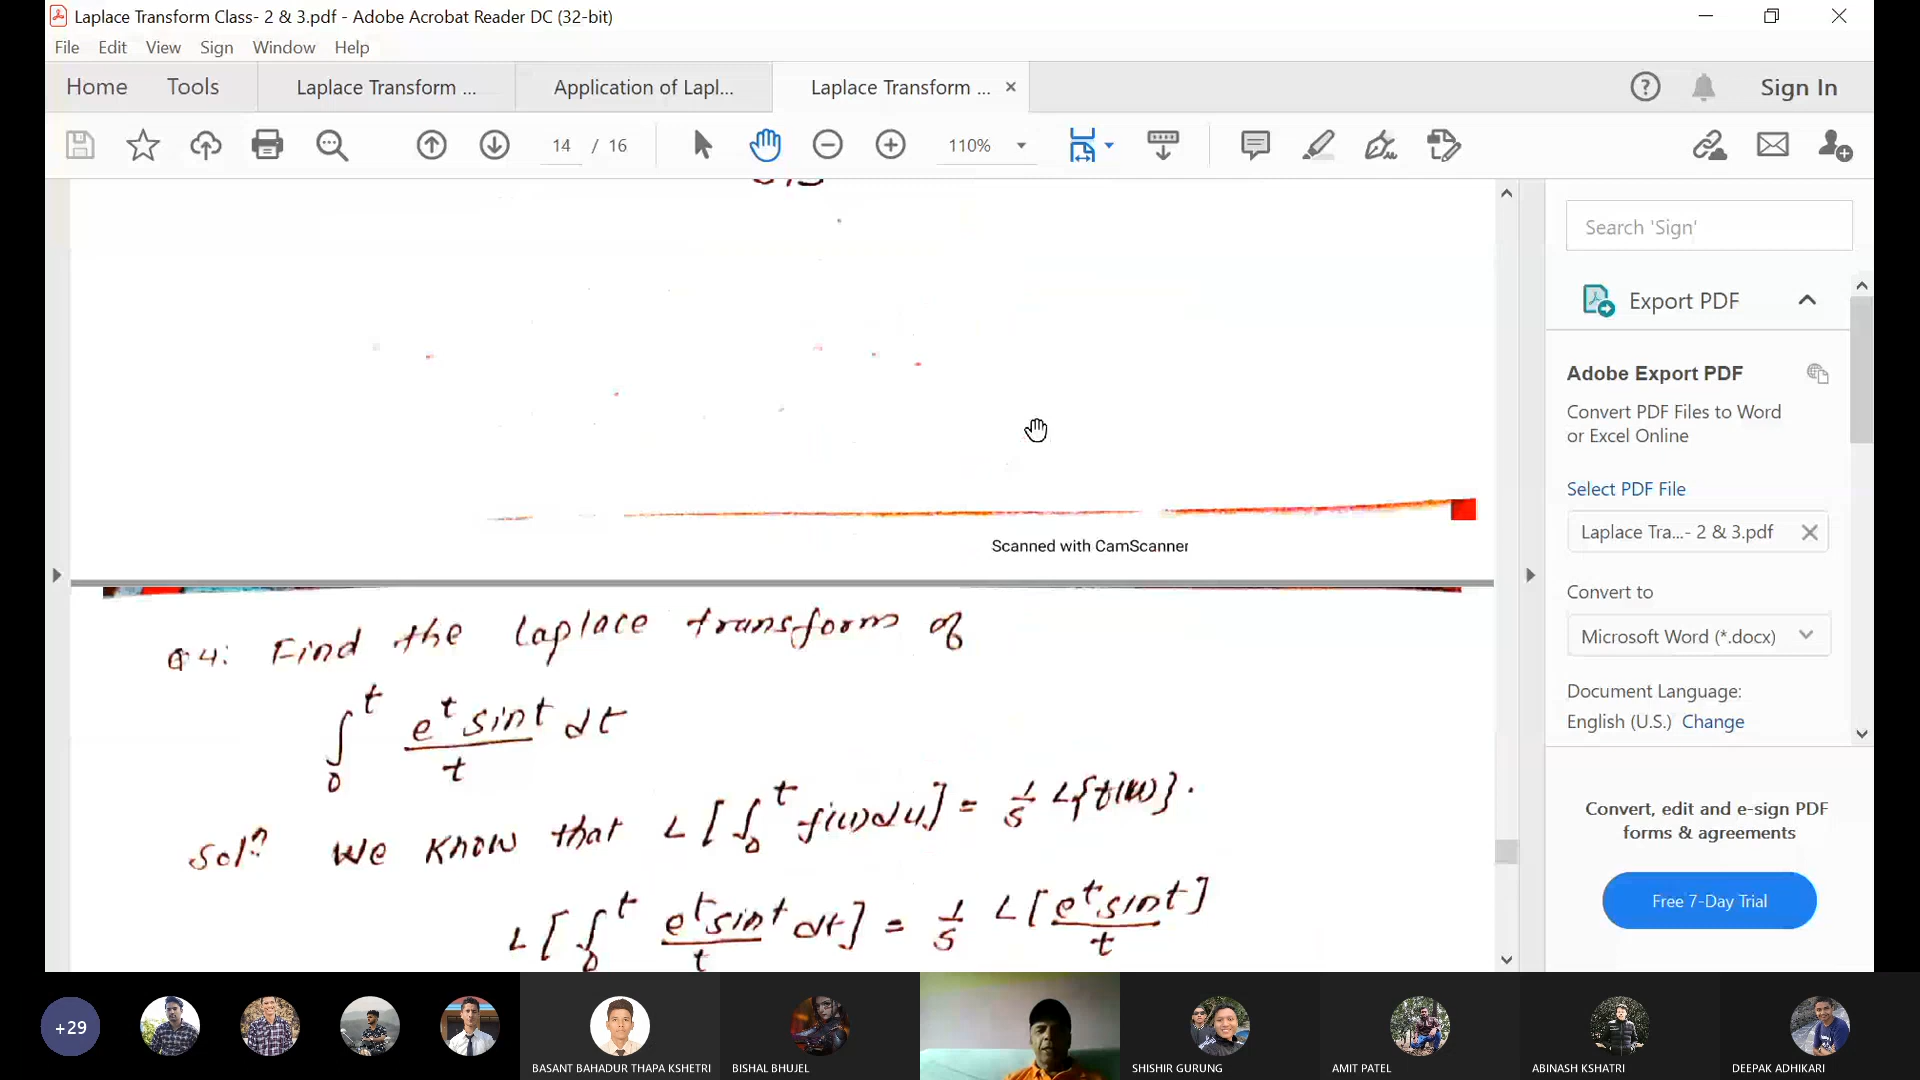 Laplace Transform Class- 2 & 3.pdf - Adobe Acrobat Reader DC (32-bit)
File Edit View Sign Window Help
Home Tools Laplace Transform ... Application of Lapl... Laplace Transform ... × Sign In
14 / 16 110%
Search 'Sign'
Export PDF
Adobe Export PDF
Convert PDF Files to Word
or Excel Online
Select PDF File
Laplace Tra...- 2 & 3.pdf
Convert to
Microsoft Word (*.docx)
Document Language:
English (U.S.) Change
Convert, edit and e-sign PDF
forms & agreements
Free 7-Day Trial
Scanned with CamScanner
Q4: Find the Laplace transform of
∫₀ᵗ (eᵗ sint)/t dt
Solⁿ We know that L[∫₀ᵗ f(u)du] = 1/s L{f(u)}.
L[∫₀ᵗ (eᵗ sint)/t dt] = 1/s L[(eᵗ sint)/t]
+29 BASANT BAHADUR THAPA KSHETRI BISHAL BHUJEL SHISHIR GURUNG AMIT PATEL ABINASH KSHATRI DEEPAK ADHIKARI